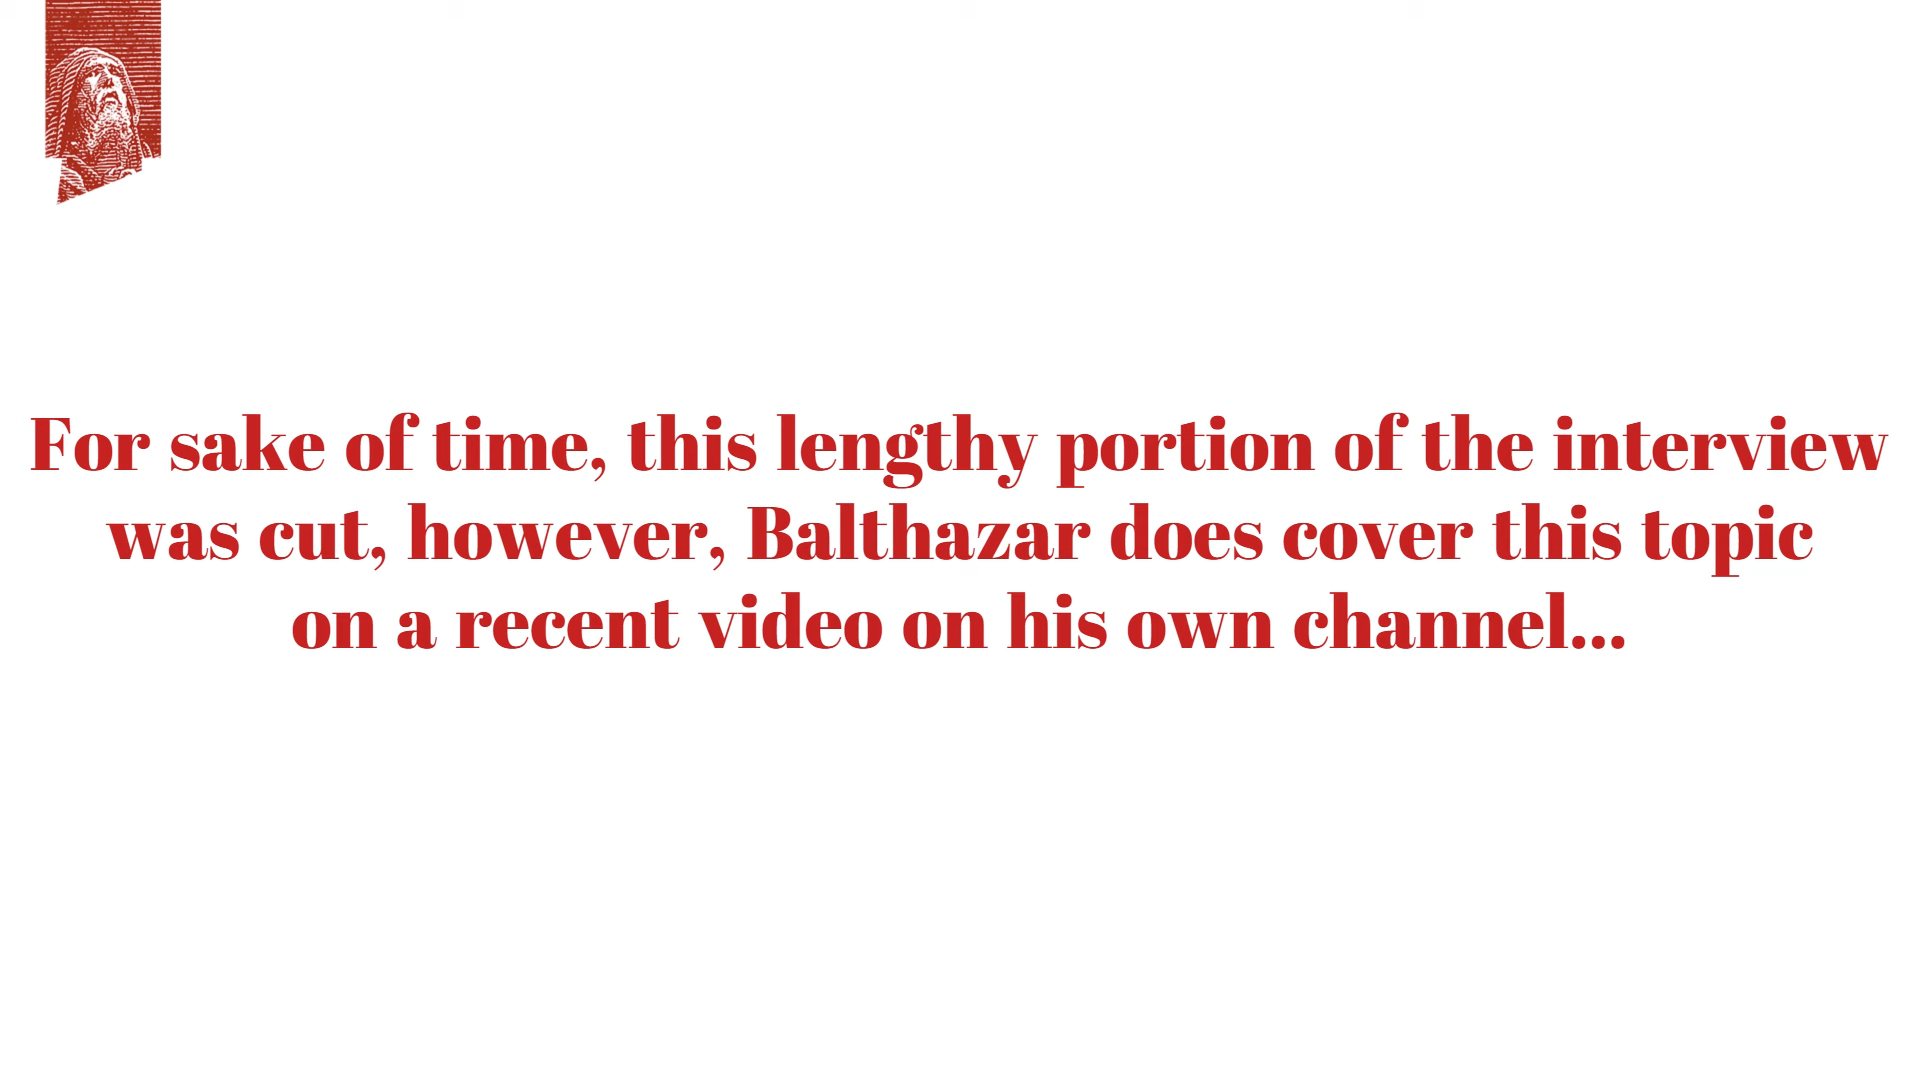 For sake of time, this lengthy portion of the interview
was cut, however, Balthazar does cover this topic
on a recent video on his own channel...